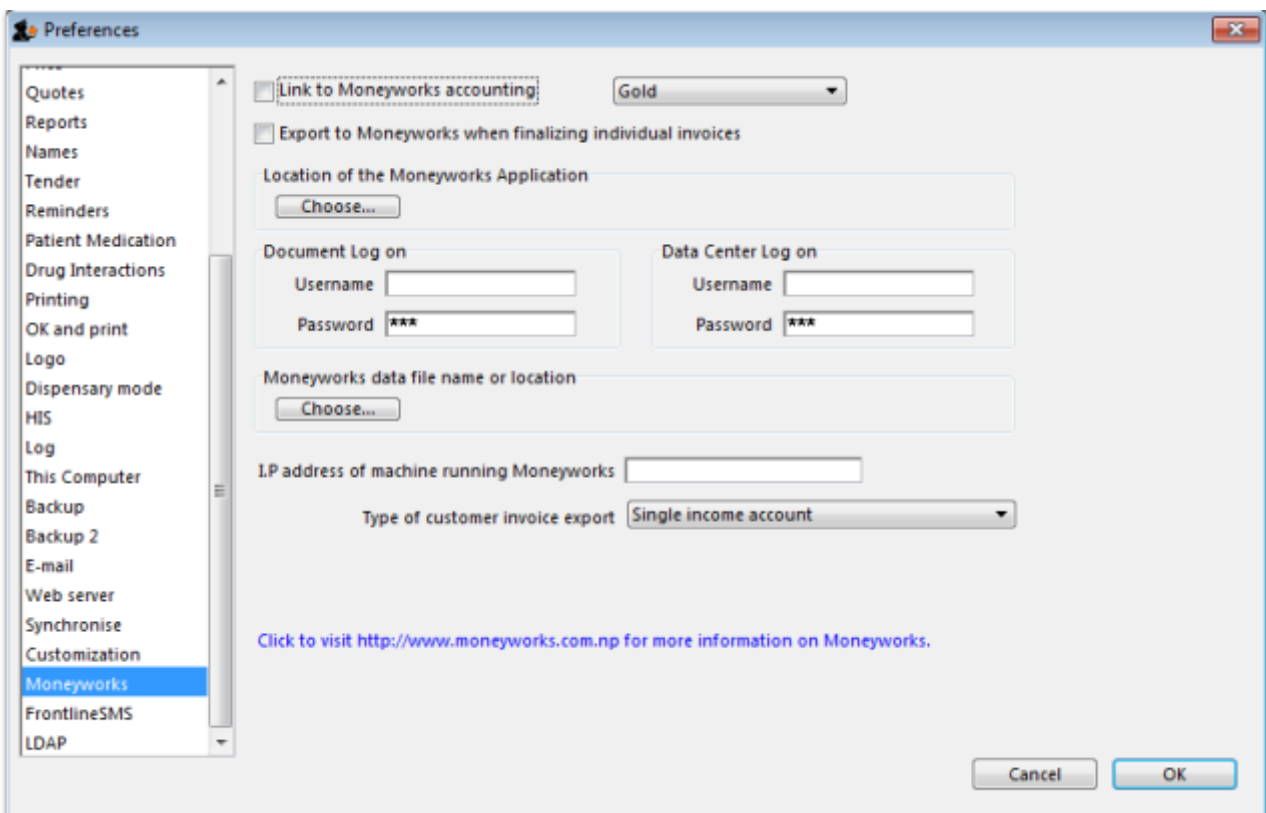 Preferences
Quotes
Reports
Names
Tender
Reminders
Patient Medication
Drug Interactions
Printing
OK and print
Logo
Dispensary mode
HIS
Log
This Computer
Backup
Backup 2
E-mail
Web server
Synchronise
Customization
Moneyworks
FrontlineSMS
LDAP
Link to Moneyworks accounting
Gold
Export to Moneyworks when finalizing individual invoices
Location of the Moneyworks Application
Choose...
Document Log on
Username
Password ***
Data Center Log on
Username
Password ***
Moneyworks data file name or location
Choose...
I.P address of machine running Moneyworks
Type of customer invoice export Single income account
Click to visit http://www.moneyworks.com.np for more information on Moneyworks.
Cancel
OK